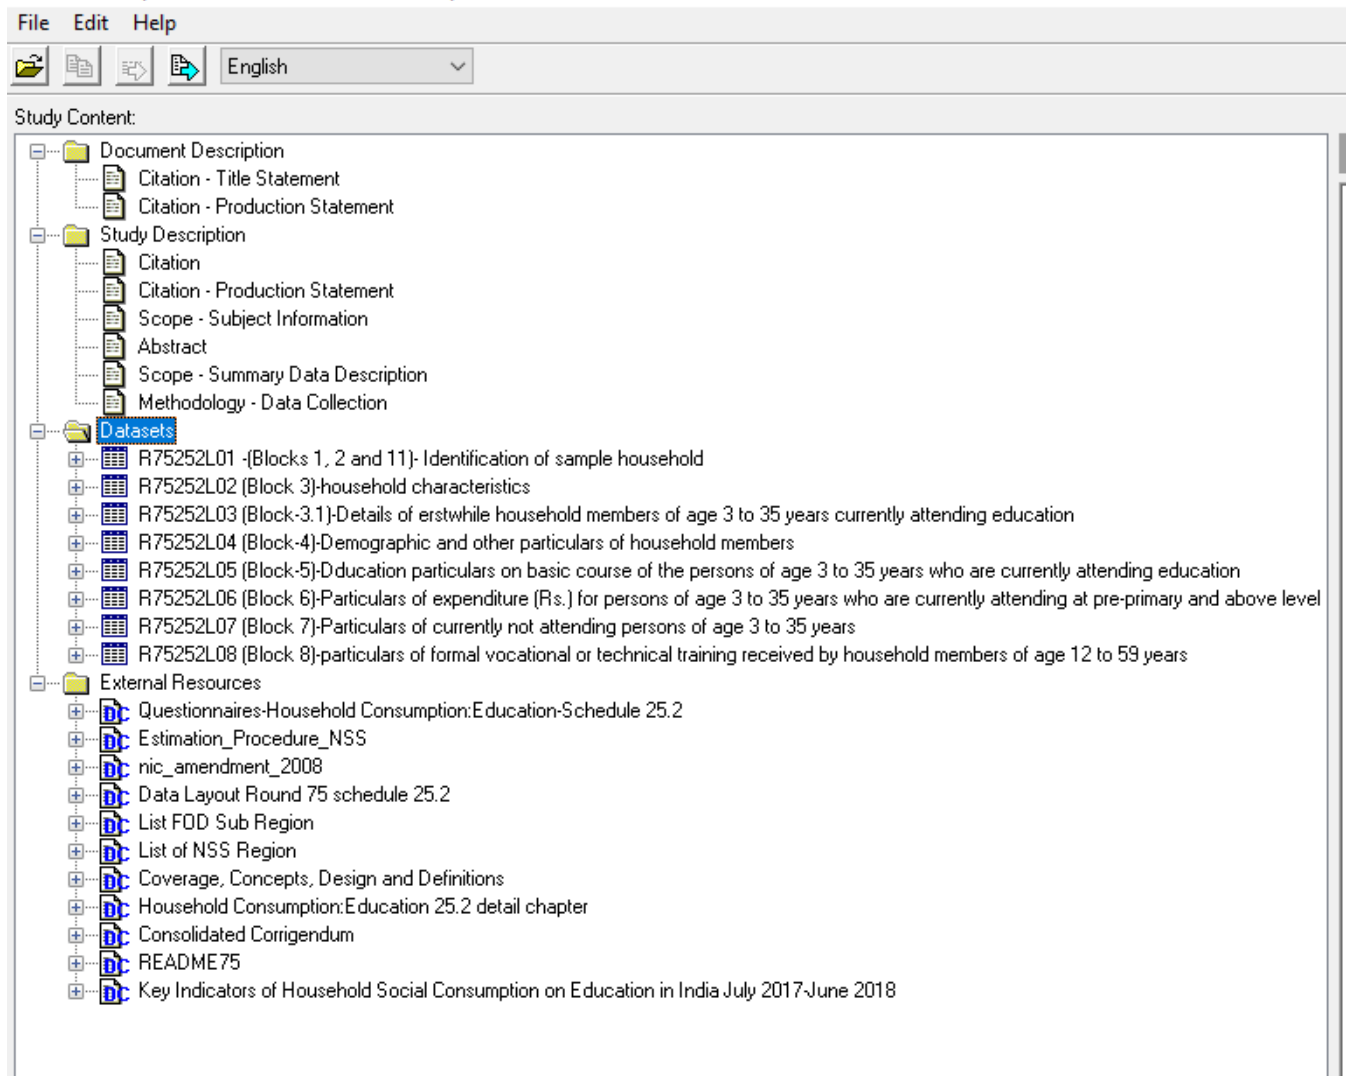 File Edit Help
English
Study Content:
Document Description
Citation - Title Statement
Citation - Production Statement
Study Description
Citation
Citation - Production Statement
Scope - Subject Information
Abstract
Scope - Summary Data Description
Methodology - Data Collection
Datasets
R75252L01 -(Blocks 1, 2 and 11)- Identification of sample household
R75252L02 (Block 3)-household characteristics
R75252L03 (Block-3.1)-Details of erstwhile household members of age 3 to 35 years currently attending education
R75252L04 (Block-4)-Demographic and other particulars of household members
R75252L05 (Block-5)-Dducation particulars on basic course of the persons of age 3 to 35 years who are currently attending education
R75252L06 (Block 6)-Particulars of expenditure (Rs.) for persons of age 3 to 35 years who are currently attending at pre-primary and above level
R75252L07 (Block 7)-Particulars of currently not attending persons of age 3 to 35 years
R75252L08 (Block 8)-particulars of formal vocational or technical training received by household members of age 12 to 59 years
External Resources
DC Questionnaires-Household Consumption:Education-Schedule 25.2
DC Estimation_Procedure_NSS
DC nic_amendment_2008
DC Data Layout Round 75 schedule 25.2
DC List FOD Sub Region
DC List of NSS Region
DC Coverage, Concepts, Design and Definitions
DC Household Consumption:Education 25.2 detail chapter
DC Consolidated Corrigendum
DC README75
DC Key Indicators of Household Social Consumption on Education in India July 2017-June 2018